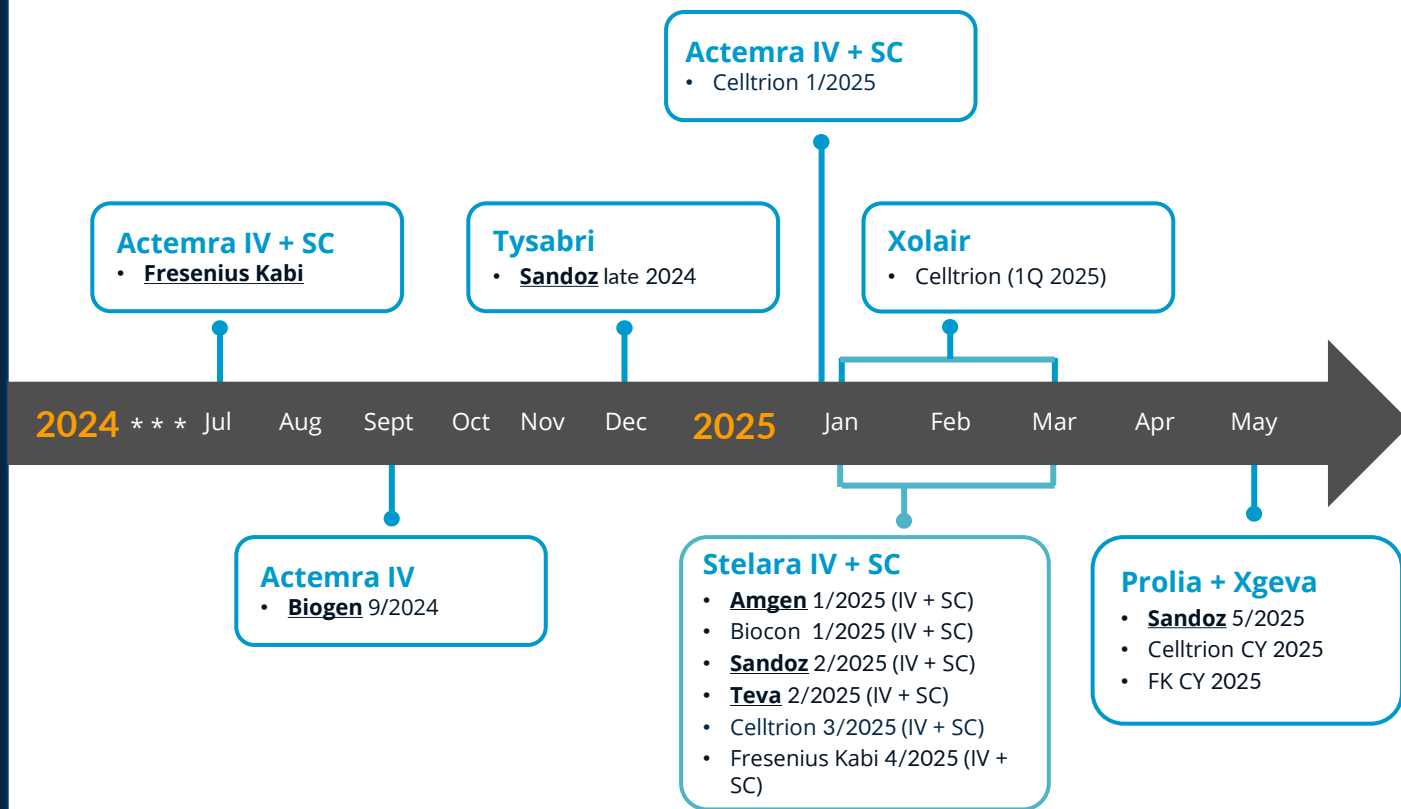 Actemra IV + SC
• Celltrion 1/2025
Actemra IV + SC
• Fresenius Kabi
Tysabri
• Sandoz late 2024
Xolair
• Celltrion (1Q 2025)
2024 * * * Jul Aug Sept Oct Nov Dec 2025 Jan Feb Mar Apr May
Actemra IV
• Biogen 9/2024
Stelara IV + SC
• Amgen 1/2025 (IV + SC)
• Biocon 1/2025 (IV + SC)
• Sandoz 2/2025 (IV + SC)
• Teva 2/2025 (IV + SC)
• Celltrion 3/2025 (IV + SC)
• Fresenius Kabi 4/2025 (IV +
SC)
Prolia + Xgeva
• Sandoz 5/2025
• Celltrion CY 2025
• FK CY 2025